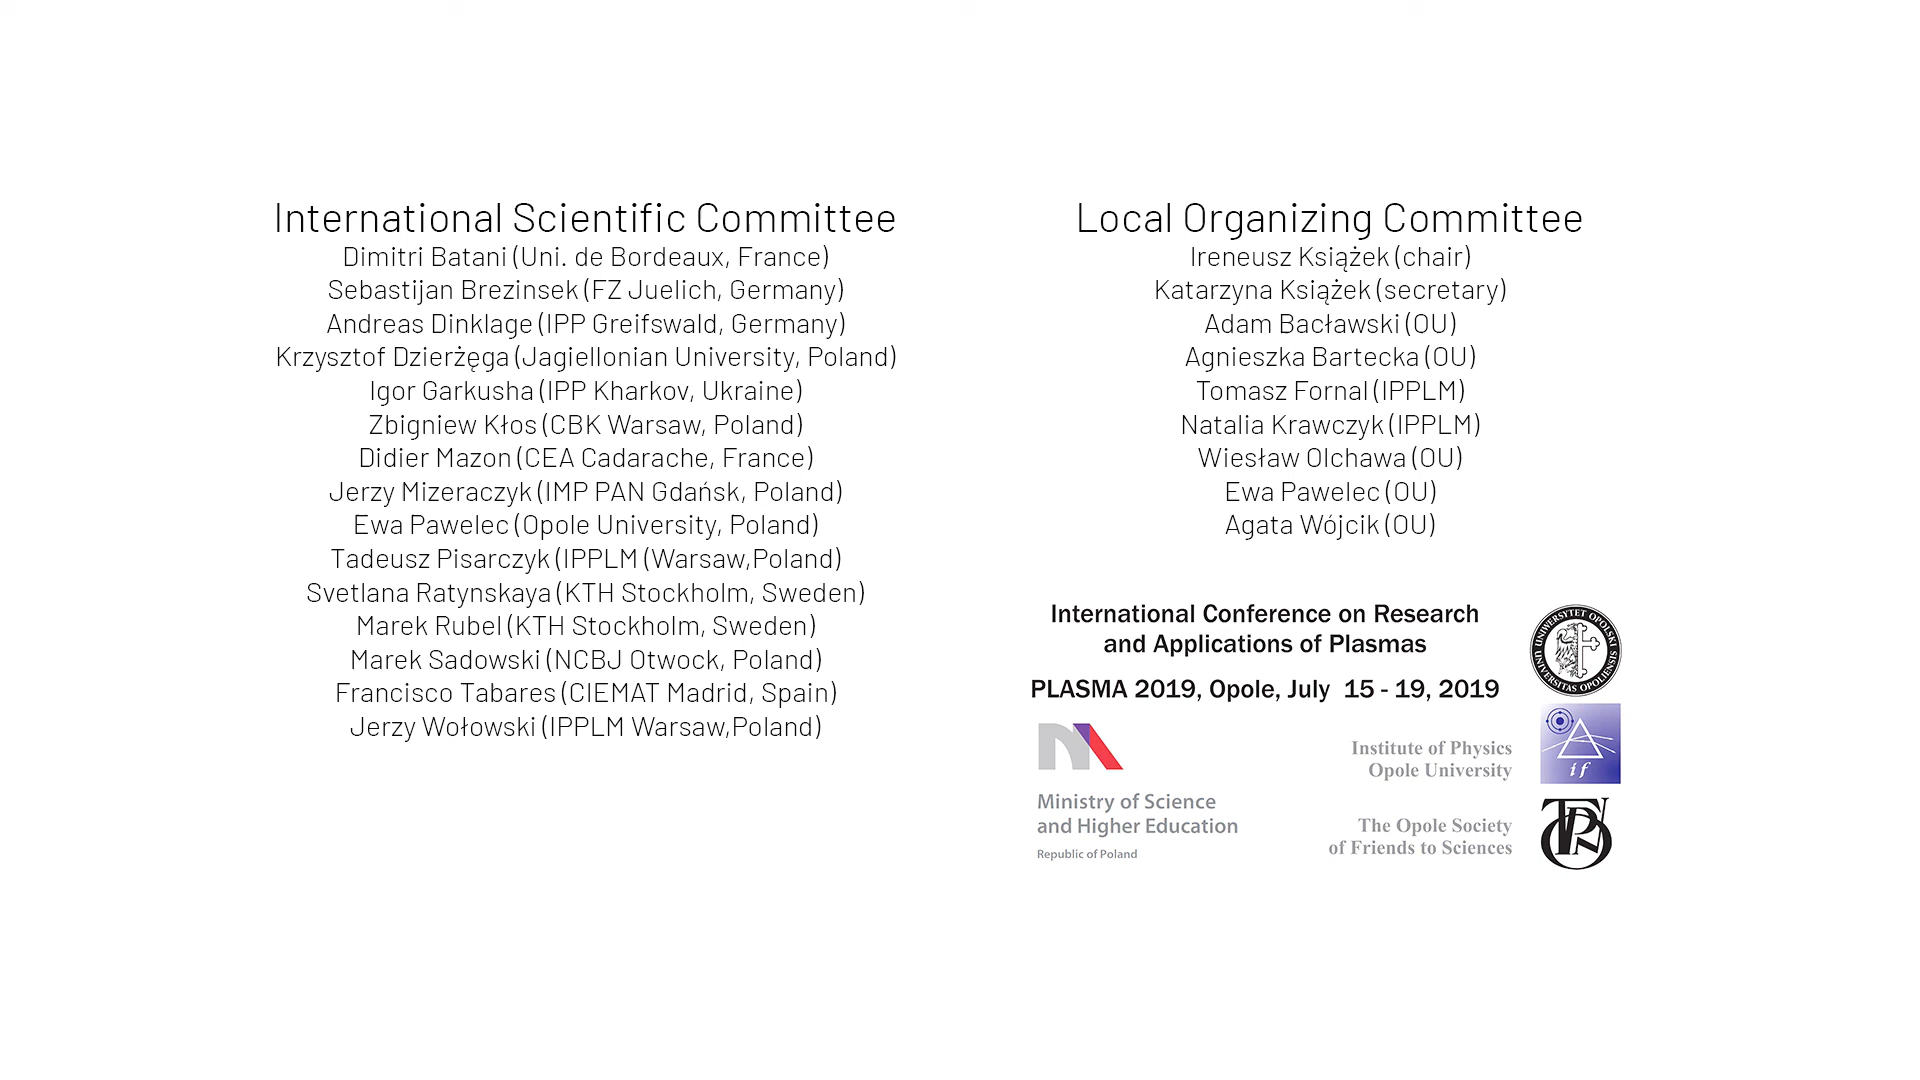 International Scientific Committee
Dimitri Batani (Uni. de Bordeaux, France)
Sebastijan Brezinsek (FZ Juelich, Germany)
Andreas Dinklage (IPP Greifswald, Germany)
Krzysztof Dzierżęga (Jagiellonian University, Poland)
Igor Garkusha (IPP Kharkov, Ukraine)
Zbigniew Kłos (CBK Warsaw, Poland)
Didier Mazon (CEA Cadarache, France)
Jerzy Mizeraczyk (IMP PAN Gdańsk, Poland)
Ewa Pawelec (Opole University, Poland)
Tadeusz Pisarczyk (IPPLM (Warsaw,Poland)
Svetlana Ratynskaya (KTH Stockholm, Sweden)
Marek Rubel (KTH Stockholm, Sweden)
Marek Sadowski (NCBJ Otwock, Poland)
Francisco Tabares (CIEMAT Madrid, Spain)
Jerzy Wołowski (IPPLM Warsaw,Poland)
Local Organizing Committee
Ireneusz Książek (chair)
Katarzyna Książek (secretary)
Adam Bacławski (OU)
Agnieszka Bartecka (OU)
Tomasz Fornal (IPPLM)
Natalia Krawczyk (IPPLM)
Wiesław Olchawa (OU)
Ewa Pawelec (OU)
Agata Wójcik (OU)
International Conference on Research
and Applications of Plasmas
PLASMA 2019, Opole, July 15 - 19, 2019
UNIWERSYTET OPOLSKI
UNIVERSITAS OPOLIENSIS
Ministry of Science
and Higher Education
Republic of Poland
Institute of Physics
Opole University
if
The Opole Society
of Friends to Sciences
OTPN